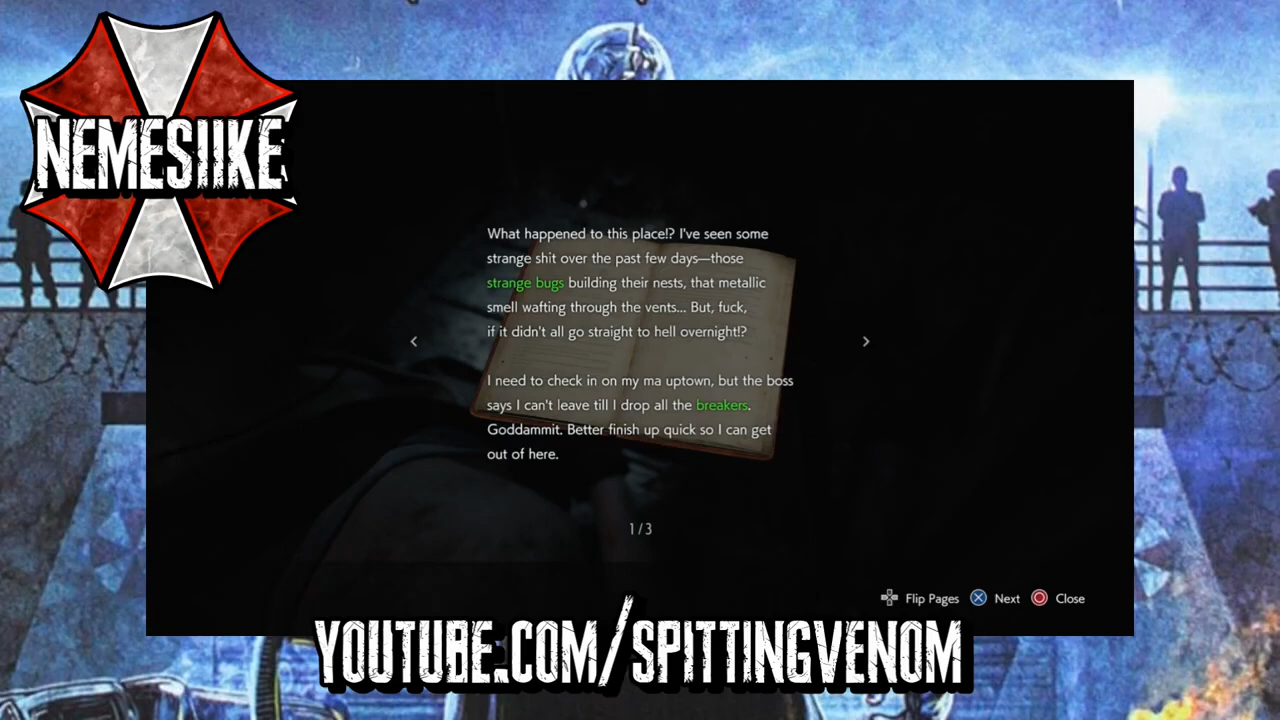 NEMESIIKE
What happened to this place!? I've seen some
strange shit over the past few days—those
strange bugs building their nests, that metallic
smell wafting through the vents... But, fuck,
if it didn't all go straight to hell overnight!?
I need to check in on my ma uptown, but the boss
says I can't leave till I drop all the breakers.
Goddammit. Better finish up quick so I can get
out of here.
1/3
Flip Pages Next Close
YOUTUBE.COM/SPITTINGVENOM